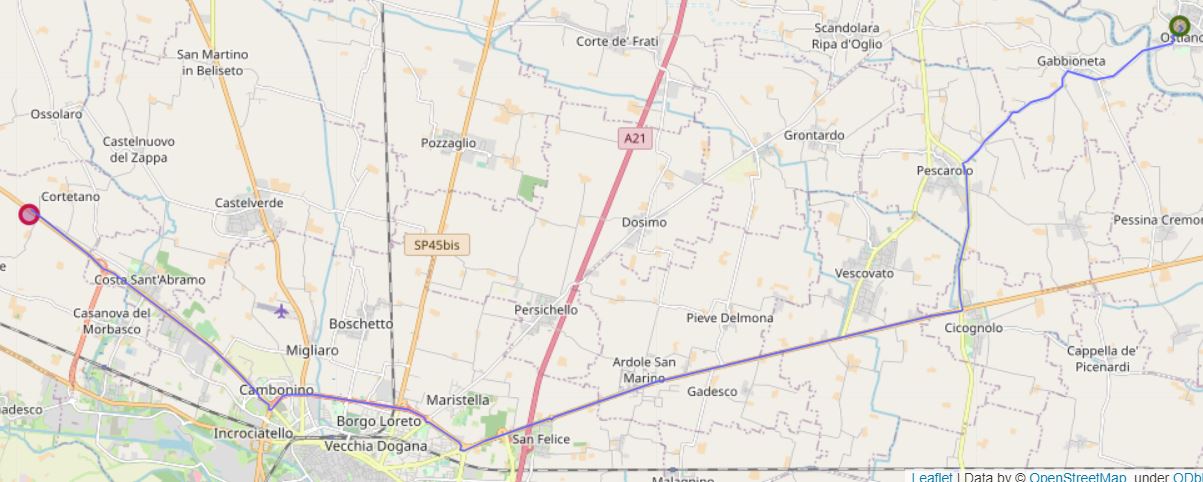 Scandolara
Ripa d'Oglio
Corte de' Frati
Ostiano
San Martino
in Beliseto
Gabbioneta
Ossolaro
A21
Grontardo
Castelnuovo
del Zappa
Pozzaglio
Pescarolo
Cortetano
Castelverde
Dosimo
Pessina Cremon
SP45bis
Vescovato
Costa Sant'Abramo
Casanova del
Morbasco
Persichello
Pieve Delmona
Boschetto
Cicognolo
Migliaro
Ardole San
Marino
Cappella de'
Picenardi
Cambonino
Gadesco
Maristella
adesco
Borgo Loreto
Incrociatello
San Felice
Vecchia Dogana
Malagnino
Leaflet | Data by © OpenStreetMap, under ODbl